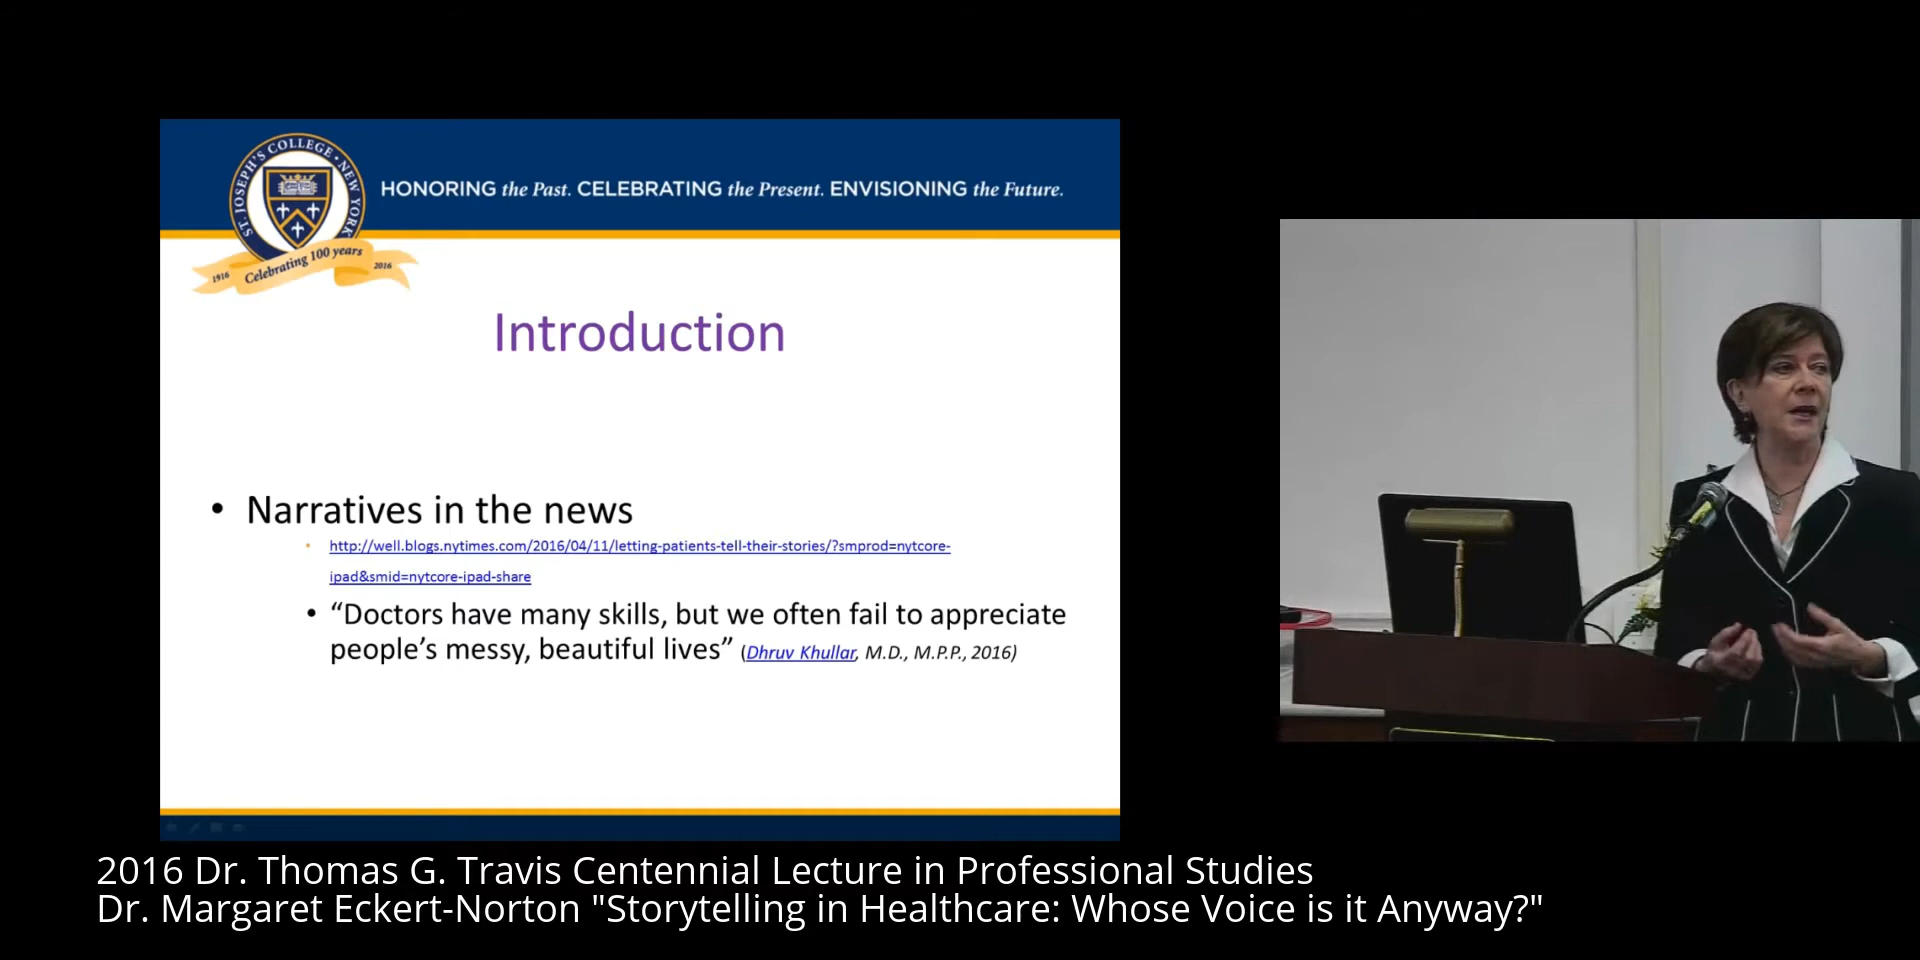 ST. JOSEPH'S COLLEGE • NEW YORK
1916 Celebrating 100 years 2016
HONORING the Past. CELEBRATING the Present. ENVISIONING the Future.
Introduction
• Narratives in the news
• http://well.blogs.nytimes.com/2016/04/11/letting-patients-tell-their-stories/?smprod=nytcore-
ipad&smid=nytcore-ipad-share
• “Doctors have many skills, but we often fail to appreciate
people’s messy, beautiful lives” (Dhruv Khullar, M.D., M.P.P., 2016)
2016 Dr. Thomas G. Travis Centennial Lecture in Professional Studies
Dr. Margaret Eckert-Norton "Storytelling in Healthcare: Whose Voice is it Anyway?"